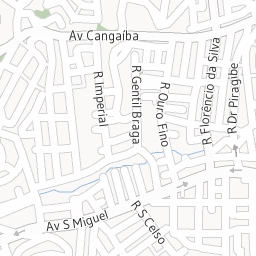 Av Cangaíba
R Imperial
R Gentil Braga
R Ouro Fino
R Florêncio da Silva
R Dr Piragibe
Av S Miguel
R S Celso